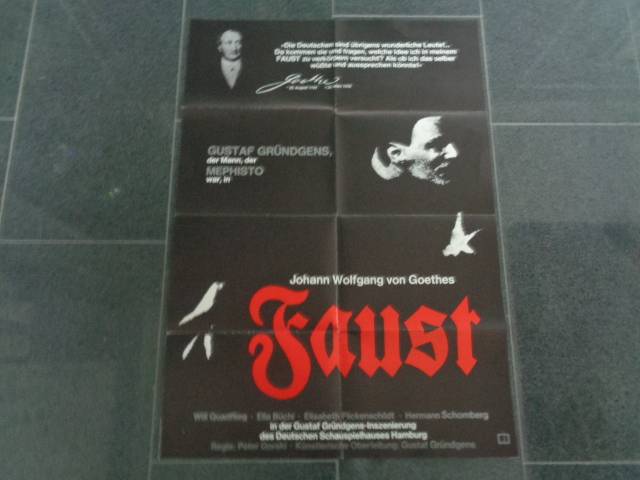 «Die Deutschen sind übrigens wunderliche Leute!...
Da kommen sie und fragen, welche Idee ich in meinem
FAUST zu verkörpern versucht? Als ob ich das selber
wüßte und aussprechen könnte!»
Goethe
GUSTAF GRÜNDGENS,
der Mann, der
MEPHISTO
war, in
Johann Wolfgang von Goethes
Faust
Will Quadflieg · Ella Büchi · Elisabeth Flickenschildt · Hermann Schomberg
in der Gustaf Gründgens-Inszenierung
des Deutschen Schauspielhauses Hamburg
Regie: Peter Gorski · Künstlerische Oberleitung: Gustaf Gründgens